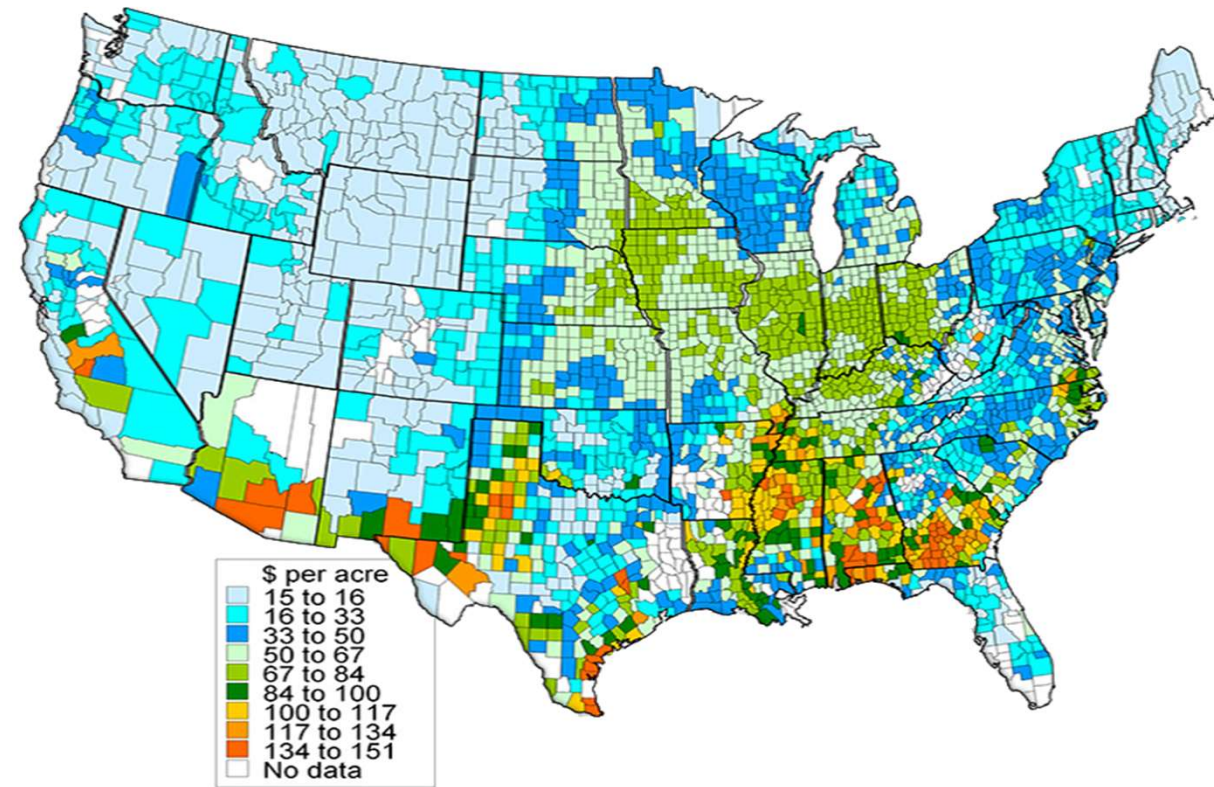 $ per acre
15 to 16
16 to 33
33 to 50
50 to 67
67 to 84
84 to 100
100 to 117
117 to 134
134 to 151
No data